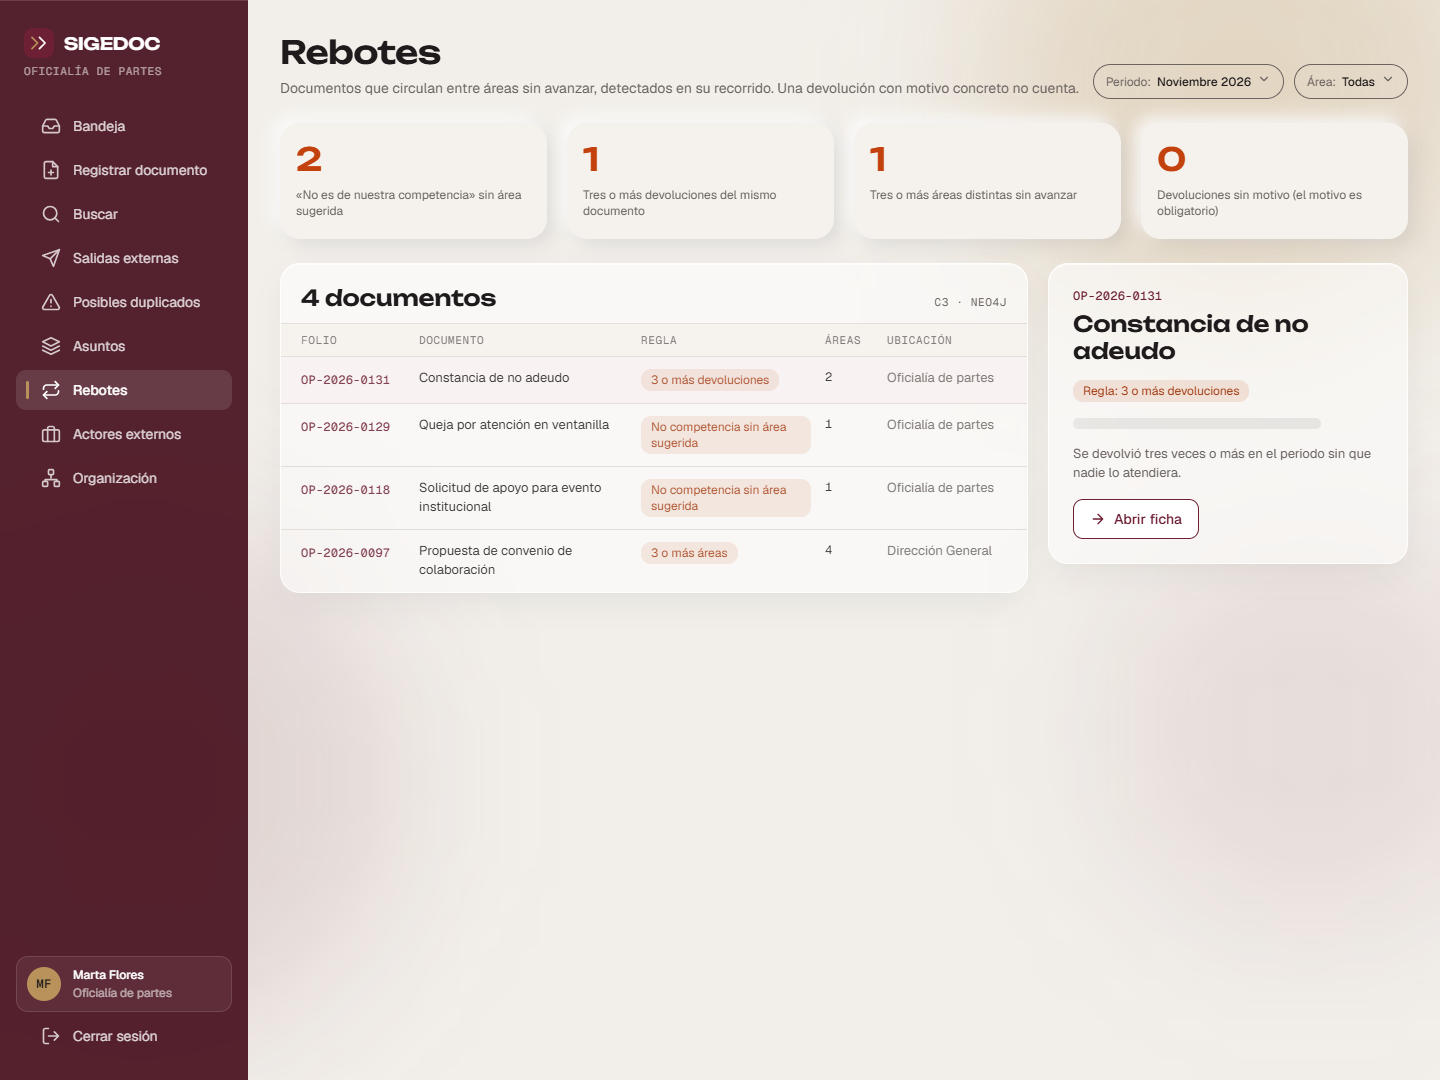 SIGEDOC
OFICIALÍA DE PARTES
Bandeja
Registrar documento
Buscar
Salidas externas
Posibles duplicados
Asuntos
Rebotes
Actores externos
Organización
MF
Marta Flores
Oficialía de partes
Cerrar sesión
Rebotes
Documentos que circulan entre áreas sin avanzar, detectados en su recorrido. Una devolución con motivo concreto no cuenta.
Periodo: Noviembre 2026
Área: Todas
2
«No es de nuestra competencia» sin área
sugerida
1
Tres o más devoluciones del mismo
documento
1
Tres o más áreas distintas sin avanzar
0
Devoluciones sin motivo (el motivo es
obligatorio)
4 documentos
C3 · NEO4J
FOLIO DOCUMENTO REGLA ÁREAS UBICACIÓN
OP-2026-0131 Constancia de no adeudo 3 o más devoluciones 2 Oficialía de partes
OP-2026-0129 Queja por atención en ventanilla No competencia sin área 1 Oficialía de partes
sugerida
OP-2026-0118 Solicitud de apoyo para evento No competencia sin área 1 Oficialía de partes
institucional sugerida
OP-2026-0097 Propuesta de convenio de 3 o más áreas 4 Dirección General
colaboración
OP-2026-0131
Constancia de no
adeudo
Regla: 3 o más devoluciones
Se devolvió tres veces o más en el periodo sin que
nadie lo atendiera.
Abrir ficha